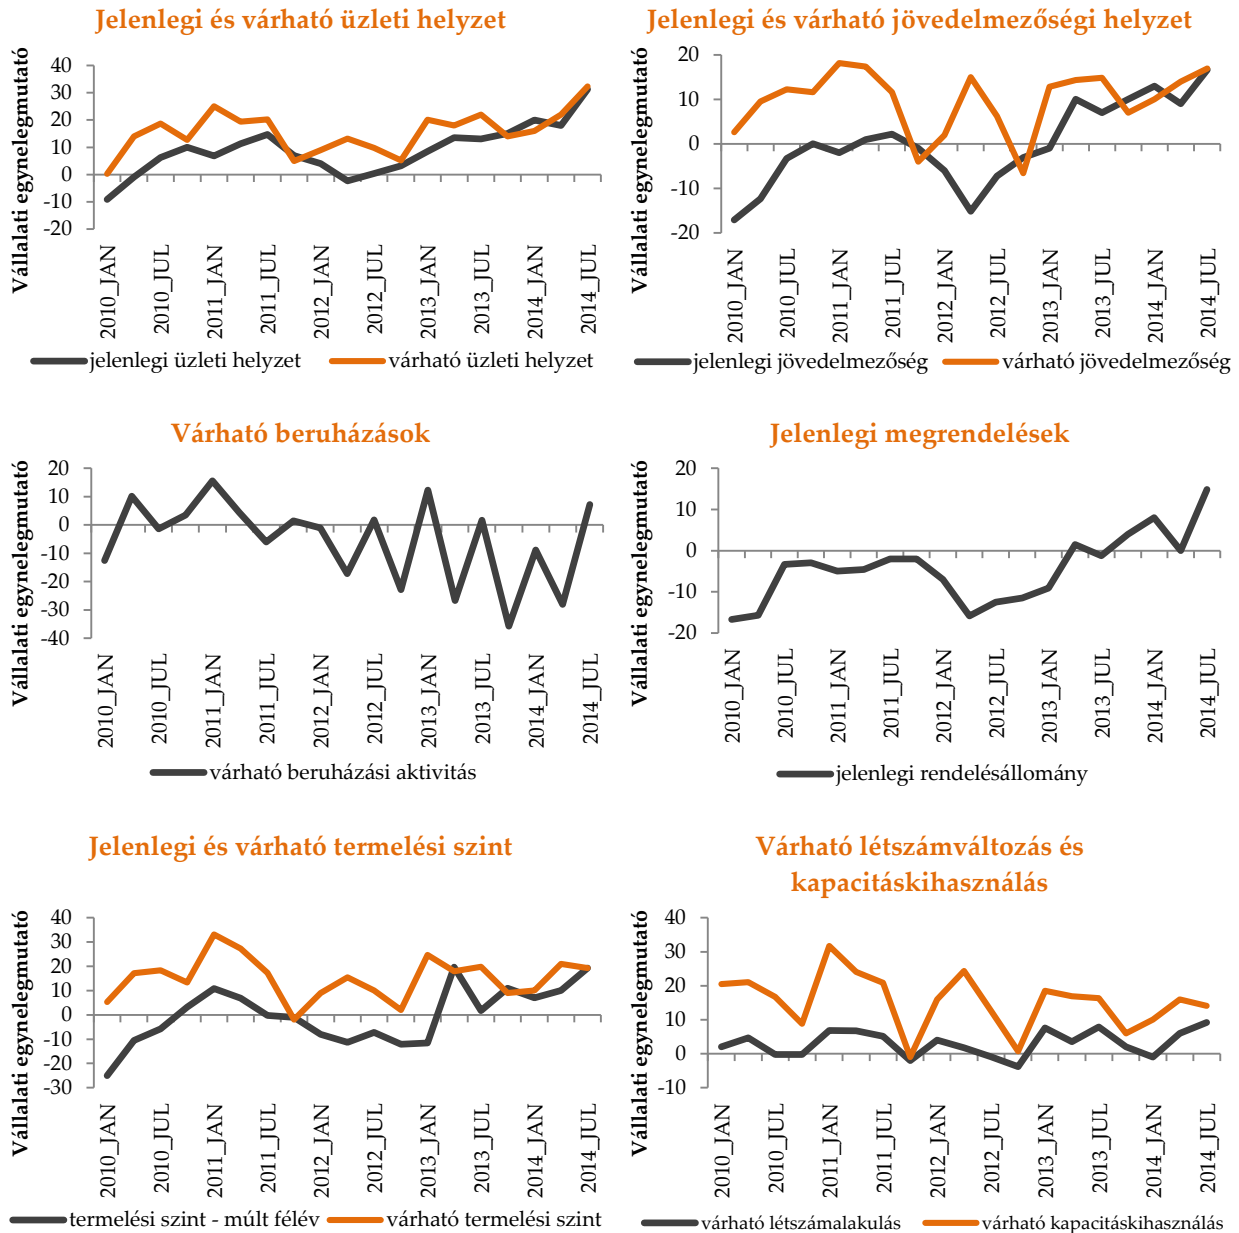 Jelenlegi és várható üzleti helyzet
Vállalati egynelegmutató
40
30
20
10
0
-10
-20
2010_JAN
2010_JUL
2011_JAN
2011_JUL
2012_JAN
2012_JUL
2013_JAN
2013_JUL
2014_JAN
2014_JUL
jelenlegi üzleti helyzet
várható üzleti helyzet
Jelenlegi és várható jövedelmezőségi helyzet
Vállalati egynelegmutató
20
10
0
-10
-20
2010_JAN
2010_JUL
2011_JAN
2011_JUL
2012_JAN
2012_JUL
2013_JAN
2013_JUL
2014_JAN
2014_JUL
jelenlegi jövedelmezőség
várható jövedelmezőség
Várható beruházások
Vállalati egynelegmutató
20
10
0
-10
-20
-30
-40
2010_JAN
2010_JUL
2011_JAN
2011_JUL
2012_JAN
2012_JUL
2013_JAN
2013_JUL
2014_JAN
2014_JUL
várható beruházási aktivitás
Jelenlegi megrendelések
Vállalati egynelegmutató
20
10
0
-10
-20
2010_JAN
2010_JUL
2011_JAN
2011_JUL
2012_JAN
2012_JUL
2013_JAN
2013_JUL
2014_JAN
2014_JUL
jelenlegi rendelésállomány
Jelenlegi és várható termelési szint
Vállalati egynelegmutató
40
30
20
10
0
-10
-20
-30
2010_JAN
2010_JUL
2011_JAN
2011_JUL
2012_JAN
2012_JUL
2013_JAN
2013_JUL
2014_JAN
2014_JUL
termelési szint - múlt félév
várható termelési szint
Várható létszámváltozás és
kapacitáskihasználás
Vállalati egynelegmutató
40
30
20
10
0
-10
2010_JAN
2010_JUL
2011_JAN
2011_JUL
2012_JAN
2012_JUL
2013_JAN
2013_JUL
2014_JAN
2014_JUL
várható létszámalakulás
várható kapacitáskihasználás